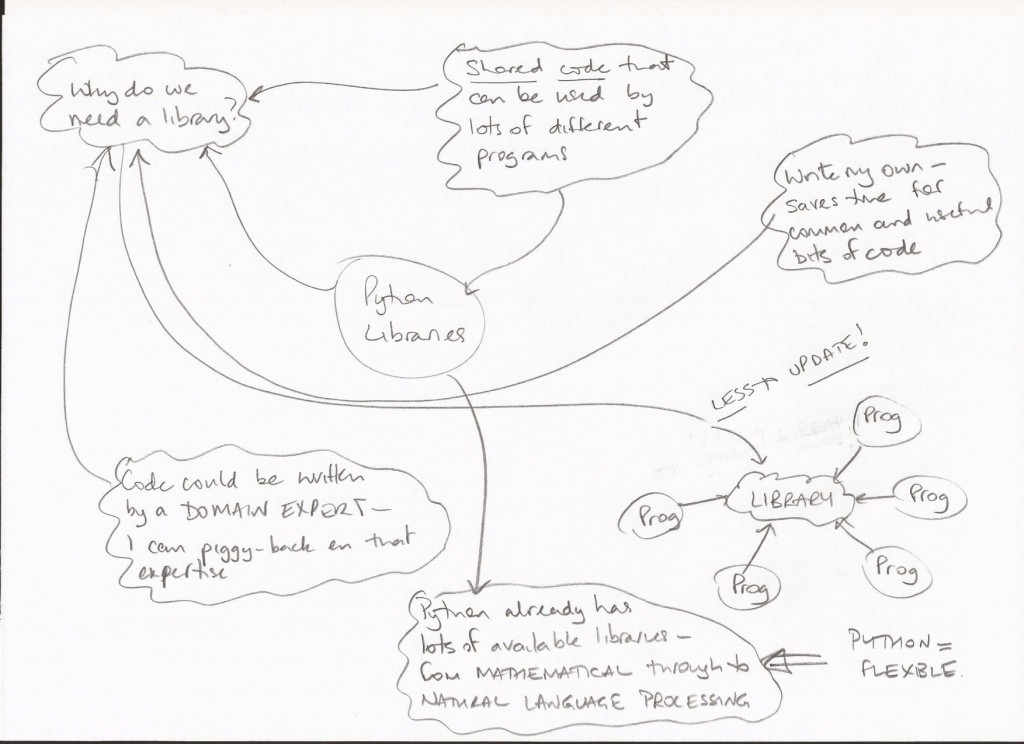 Why do we
need a library?
Shared code that
can be used by
lots of different
programs
Write my own –
saves time for
common and useful
bits of code
Python
Libraries
LESS to UPDATE!
Prog
LIBRARY
Prog
Prog
Prog
Prog
Code could be written
by a DOMAIN EXPERT –
I can piggy-back on that
expertise
Python already has
lots of available libraries –
from MATHEMATICAL through to
NATURAL LANGUAGE PROCESSING
PYTHON =
FLEXIBLE.